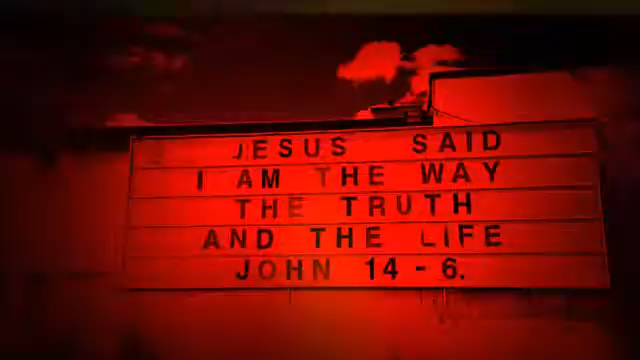 JESUS SAID
I AM THE WAY
THE TRUTH
AND THE LIFE
JOHN 14 - 6.